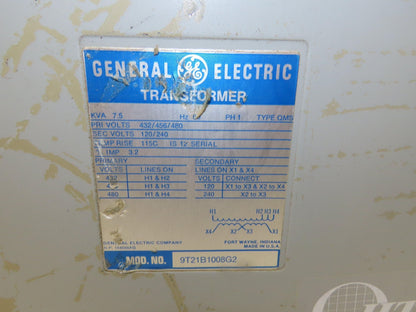 GENERAL GE ELECTRIC
TRANSFORMER
KVA 7.5 Hz PH 1 TYPE QMS
PRI VOLTS 432/456/480
SEC VOLTS 120/240
TEMP RISE 115C IS 12 SERIAL
% IMP 3.2
PRIMARY SECONDARY
VOLTS LINES ON LINES ON X1 & X4
432 H1 & H2 VOLTS CONNECT
H1 & H3 120 X1 to X3 & X2 to X4
480 H1 & H4 240 X2 to X3
H1 H2 H3 H4
X4 X2 X3 X1
GENERAL ELECTRIC COMPANY FORT WAYNE, INDIANA
MADE IN U.S.A.
MOD. NO. 9T21B1008G2